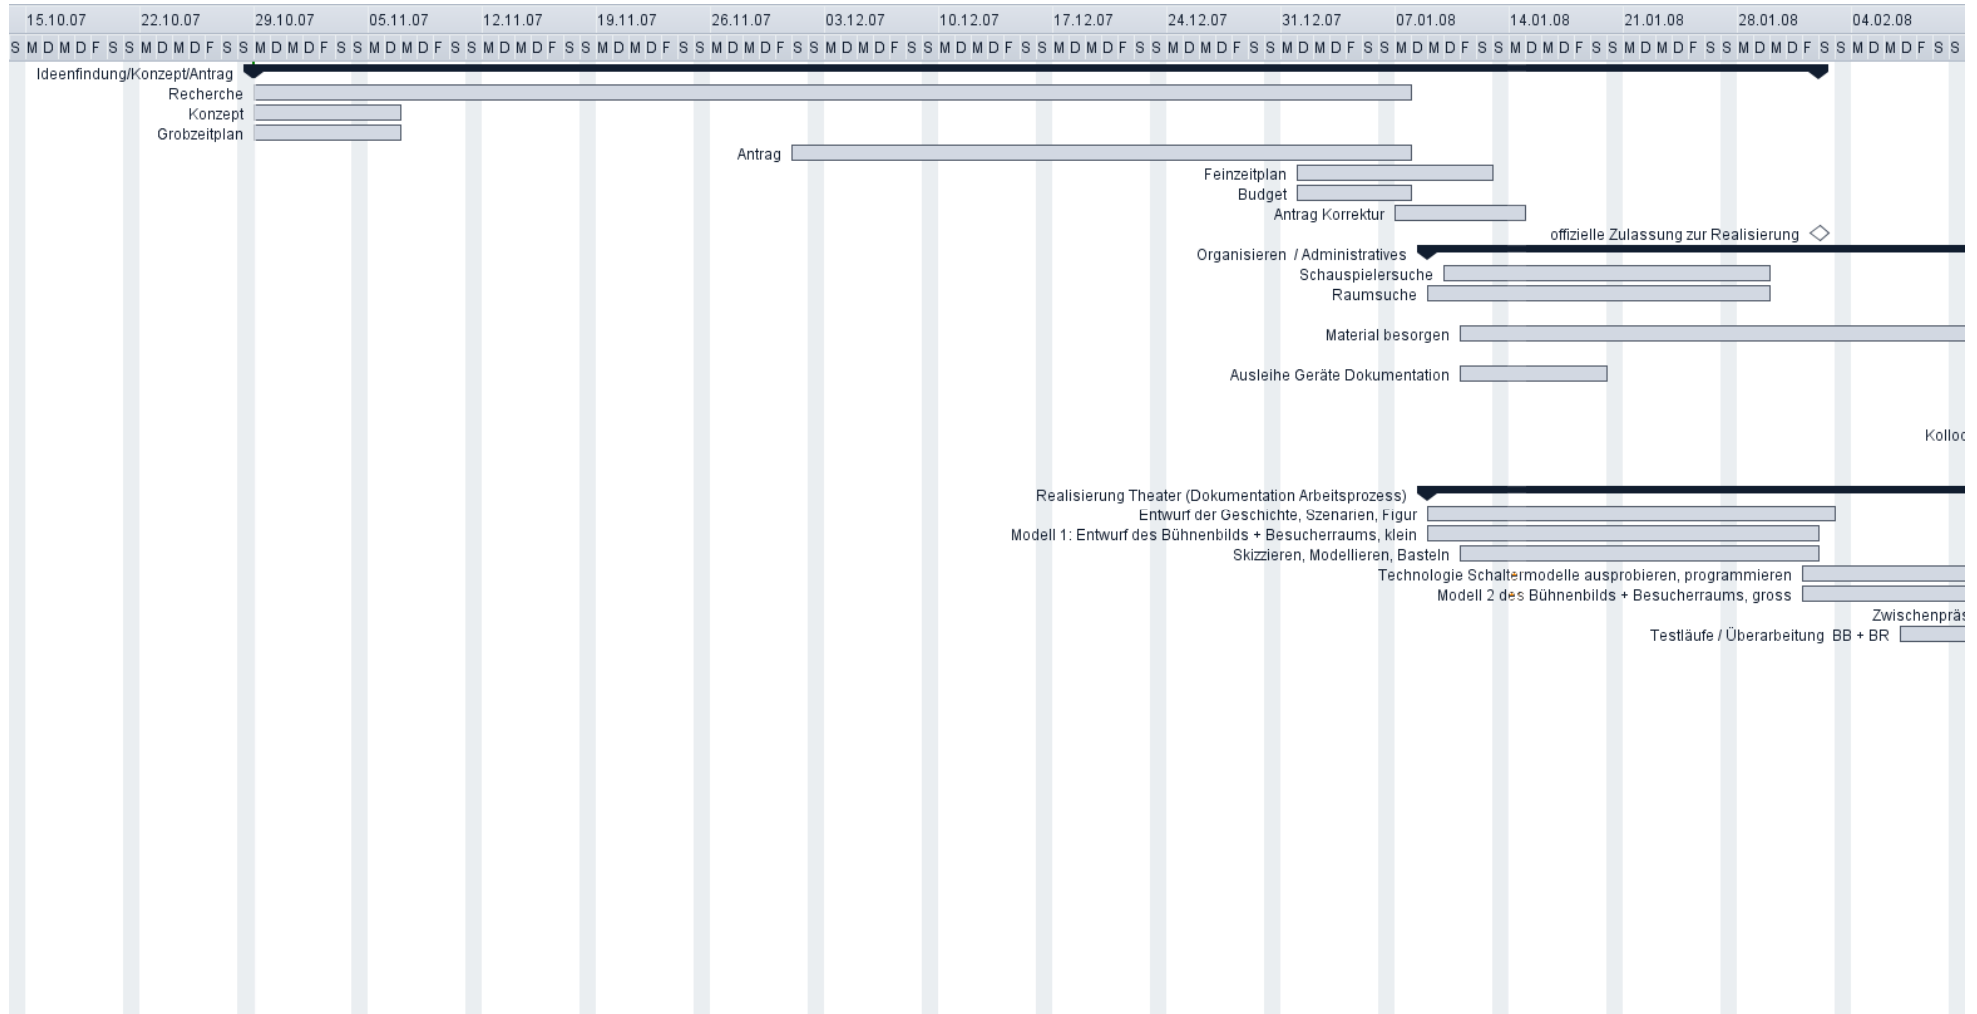 15.10.07 22.10.07 29.10.07 05.11.07 12.11.07 19.11.07 26.11.07 03.12.07 10.12.07 17.12.07 24.12.07 31.12.07 07.01.08 14.01.08 21.01.08 28.01.08 04.02.08
S M D M D F S S M D M D F S S M D M D F S S M D M D F S S M D M D F S S M D M D F S S M D M D F S S M D M D F S S M D M D F S S M D M D F S S M D M D F S S M D M D F S S M D M D F S S M D M D F S S M D M D F S S M D M D F S S
Ideenfindung/Konzept/Antrag
Recherche
Konzept
Grobzeitplan
Antrag
Feinzeitplan
Budget
Antrag Korrektur
offizielle Zulassung zur Realisierung
Organisieren / Administratives
Schauspielersuche
Raumsuche
Material besorgen
Ausleihe Geräte Dokumentation
Kolloq
Realisierung Theater (Dokumentation Arbeitsprozess)
Entwurf der Geschichte, Szenarien, Figur
Modell 1: Entwurf des Bühnenbilds + Besucherraums, klein
Skizzieren, Modellieren, Basteln
Technologie Schaltermodelle ausprobieren, programmieren
Modell 2 des Bühnenbilds + Besucherraums, gross
Zwischenpräs
Testläufe / Überarbeitung BB + BR